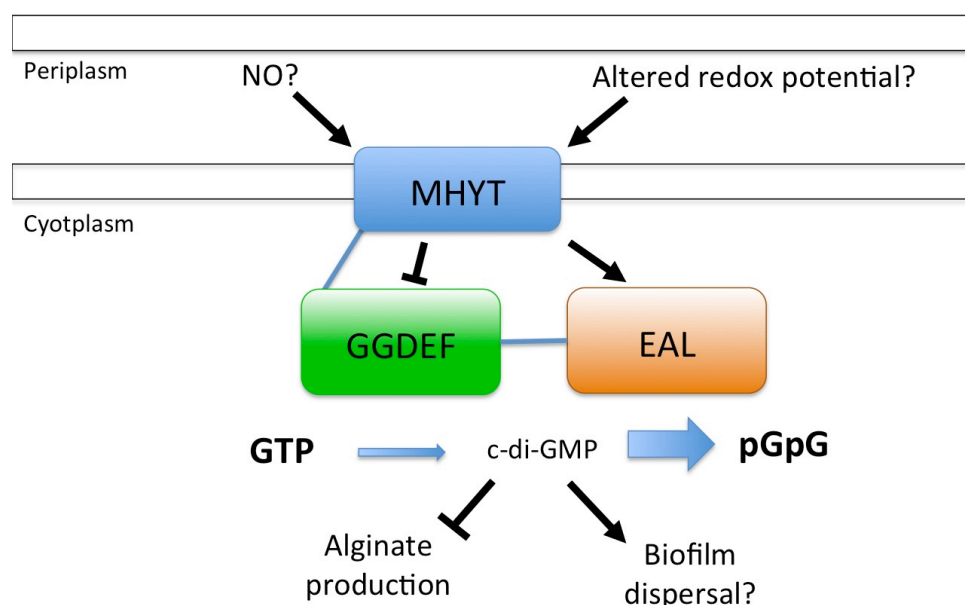 Periplasm
NO?
Altered redox potential?
MHYT
Cyotplasm
GGDEF
EAL
GTP
c-di-GMP
pGpG
Alginate
production
Biofilm
dispersal?